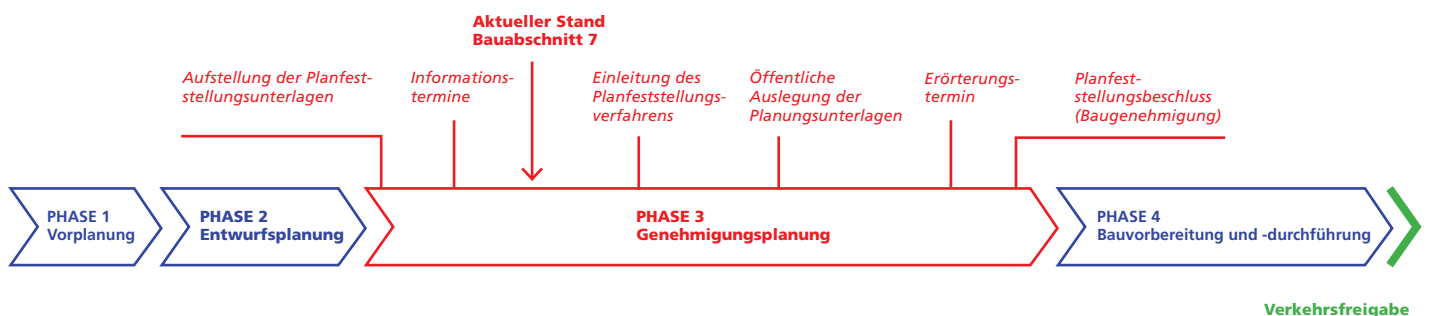 Aktueller Stand
Bauabschnitt 7
Aufstellung der Planfest-
stellungsunterlagen
Informations-
termine
Einleitung des
Planfeststellungs-
verfahrens
Öffentliche
Auslegung der
Planungsunterlagen
Erörterungs-
termin
Planfest-
stellungsbeschluss
(Baugenehmigung)
PHASE 1
Vorplanung
PHASE 2
Entwurfsplanung
PHASE 3
Genehmigungsplanung
PHASE 4
Bauvorbereitung und -durchführung
Verkehrsfreigabe